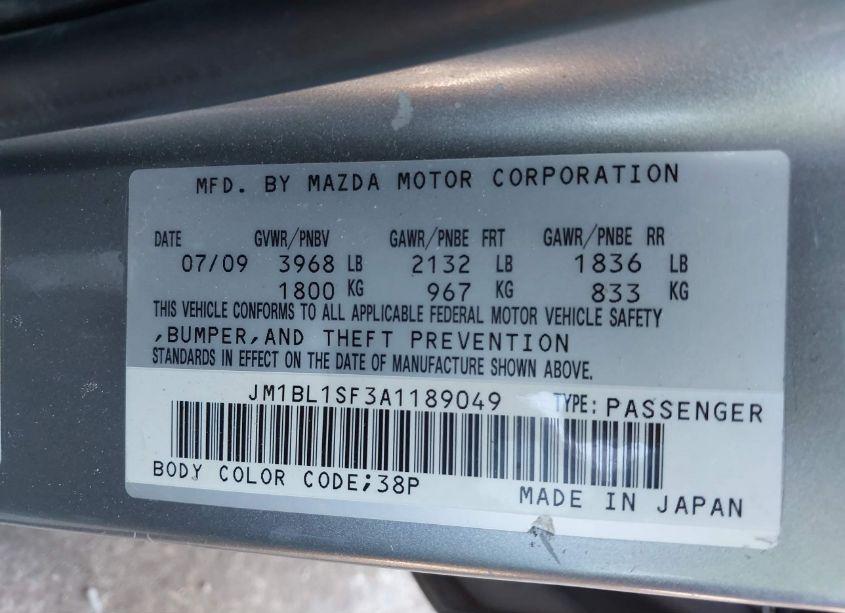 MFD. BY MAZDA MOTOR CORPORATION
DATE GVWR/PNBV GAWR/PNBE FRT GAWR/PNBE RR
07/09 3968 LB 2132 LB 1836 LB
1800 KG 967 KG 833 KG
THIS VEHICLE CONFORMS TO ALL APPLICABLE FEDERAL MOTOR VEHICLE SAFETY
,BUMPER,AND THEFT PREVENTION
STANDARDS IN EFFECT ON THE DATE OF MANUFACTURE SHOWN ABOVE.
JM1BL1SF3A1189049 TYPE: PASSENGER
BODY COLOR CODE;38P
MADE IN JAPAN